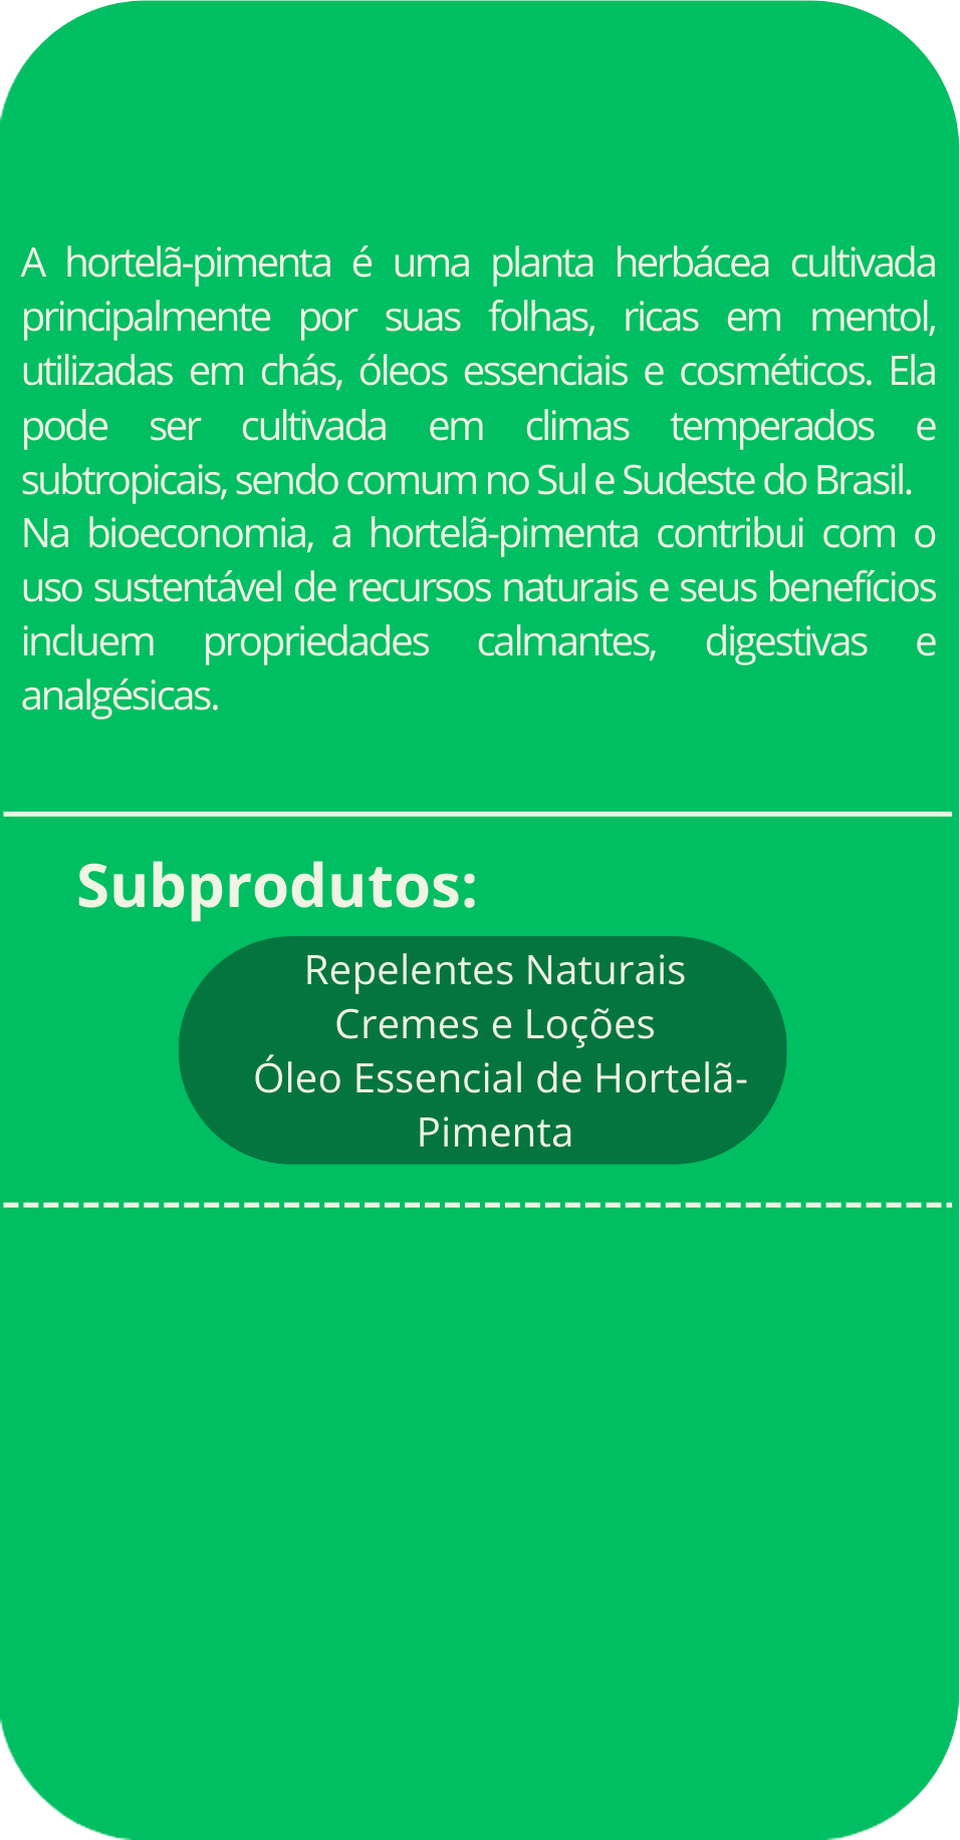 A hortelã-pimenta é uma planta herbácea cultivada
principalmente por suas folhas, ricas em mentol,
utilizadas em chás, óleos essenciais e cosméticos. Ela
pode ser cultivada em climas temperados e
subtropicais, sendo comum no Sul e Sudeste do Brasil.
Na bioeconomia, a hortelã-pimenta contribui com o
uso sustentável de recursos naturais e seus benefícios
incluem propriedades calmantes, digestivas e
analgésicas.
Subprodutos:
Repelentes Naturais
Cremes e Loções
Óleo Essencial de Hortelã-
Pimenta